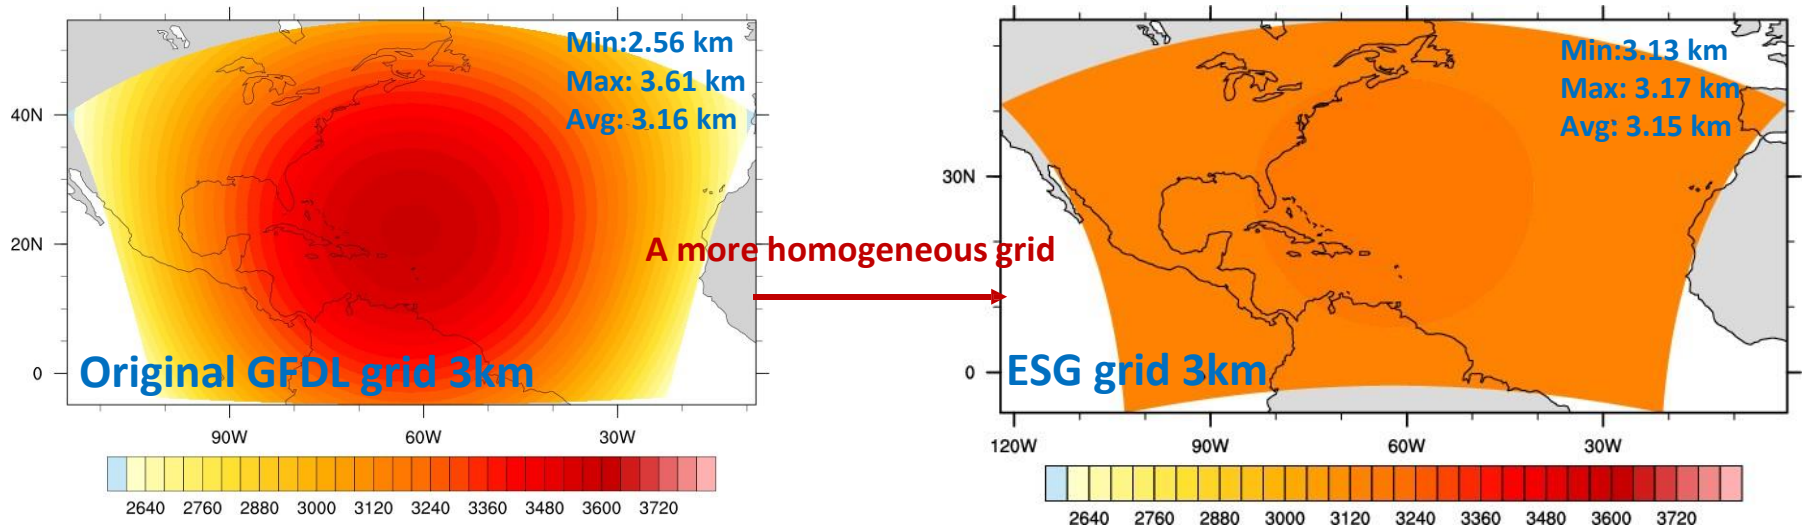 Min:2.56 km
Max: 3.61 km
Avg: 3.16 km
40N
20N
0
Original GFDL grid 3km
90W 60W 30W
2640 2760 2880 3000 3120 3240 3360 3480 3600 3720
A more homogeneous grid
Min:3.13 km
Max: 3.17 km
Avg: 3.15 km
30N
0
ESG grid 3km
120W 90W 60W 30W
2640 2760 2880 3000 3120 3240 3360 3480 3600 3720